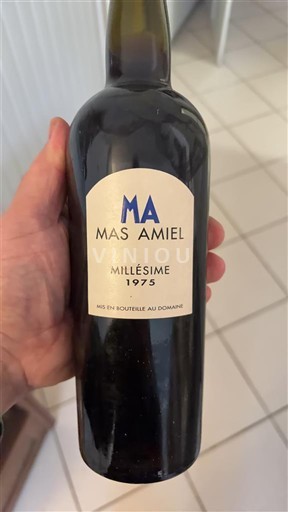 MA
MAS AMIEL
VINIOU
MILLÉSIME
1975
MIS EN BOUTEILLE AU DOMAINE